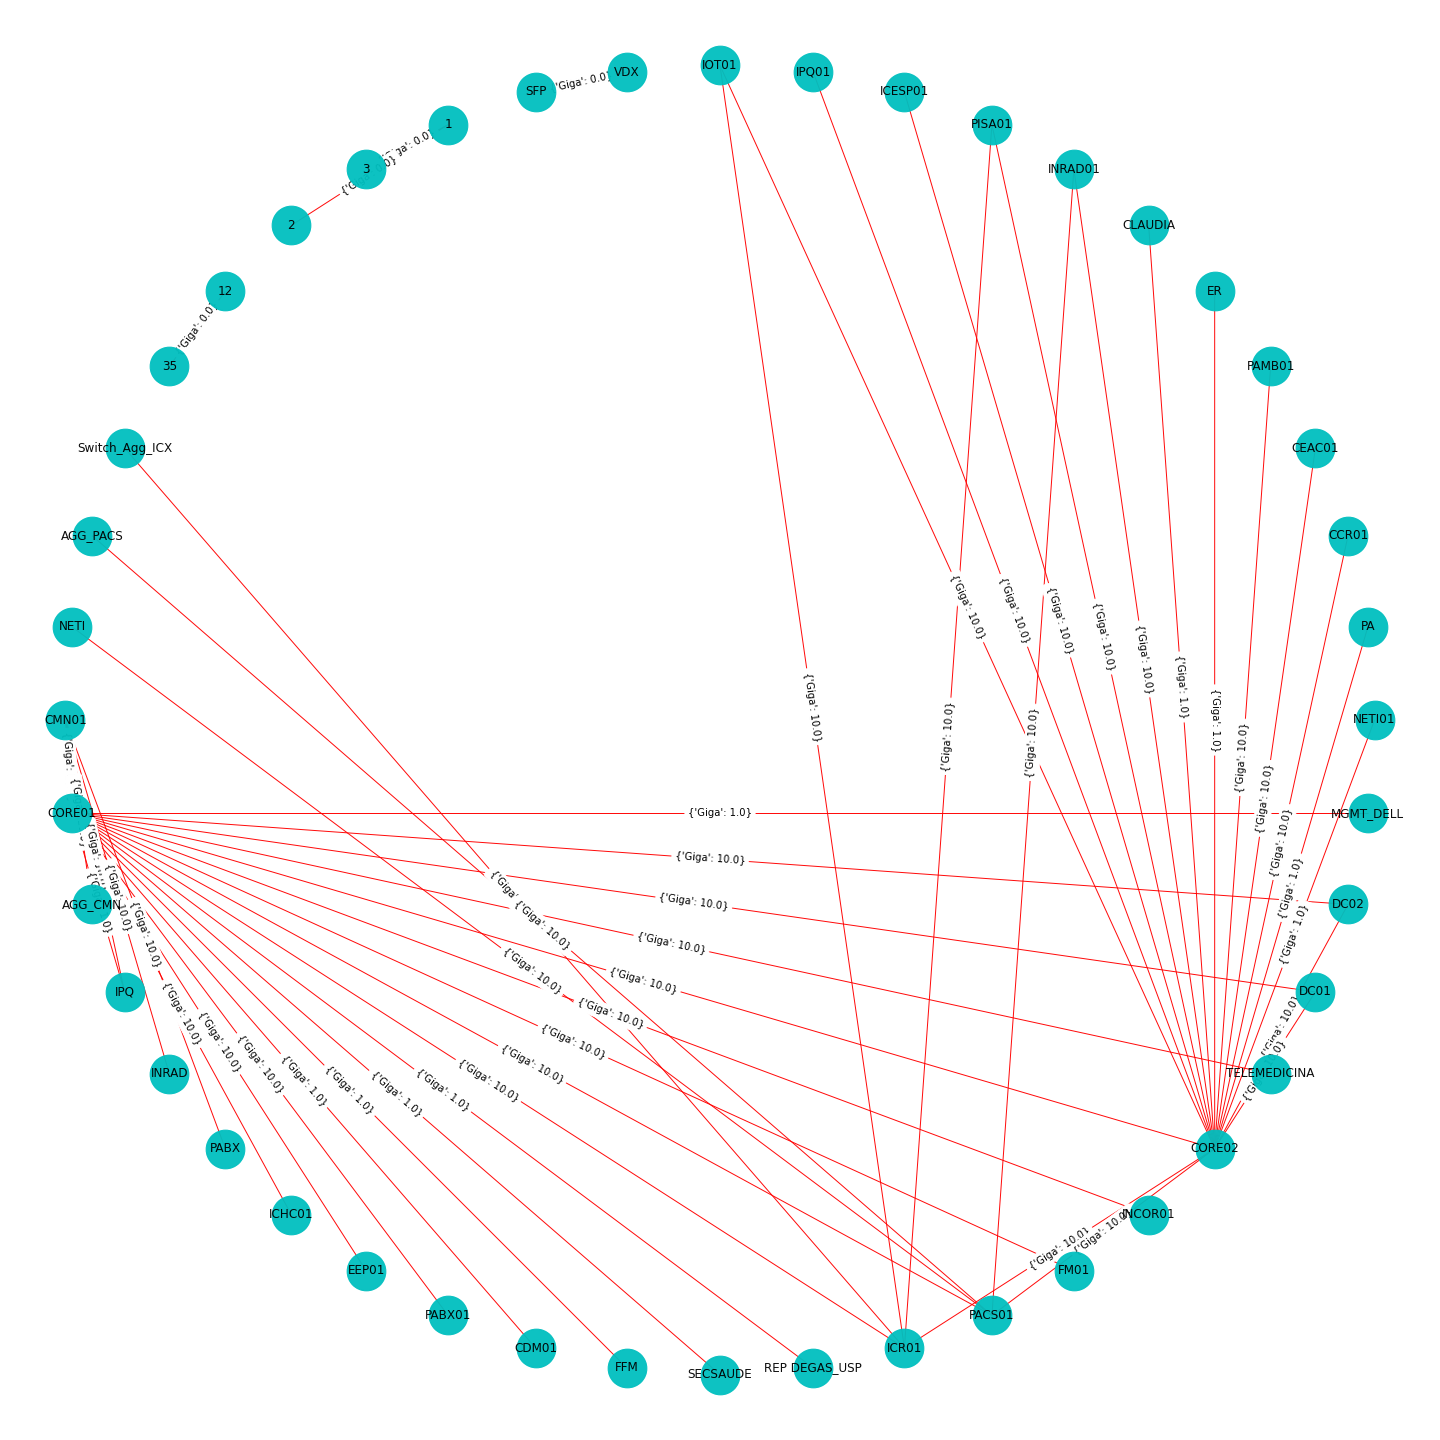 IOT01
IPQ01
VDX
SFP
{'Giga': 0.0}
ICESP01
PISA01
1
3
2
INRAD01
CLAUDIA
12
'Giga': 0.0}
35
ER
PAMB01
Switch_Agg_ICX
CEAC01
AGG_PACS
CCR01
NETI
PA
{'Giga': 10.0}
{'Giga': 10.0}
{'Giga': 10.0}
{'Giga': 10.0}
{'Giga': 10.0}
{'Giga': 1.0}
{'Giga': 1.0}
{'Giga': 10.0}
{'Giga': 10.0}
{'Giga': 10.0}
{'Giga': 10.0}
{'Giga': 10.0}
{'Giga': 10.0}
CMN01
NETI01
CORE01
{'Giga': 1.0}
MGMT_DELL
{'Giga': 10.0}
{'Giga': 1.0}
{'Giga': 1.0}
AGG_CMN
{'Giga': 10.0}
DC02
{'Giga'
{'Giga': 10.0}
{'Giga': 10.0}
{'Giga': 10.0}
{'Giga': 10.0}
{'Giga': 10.0}
{'Giga': 10.0}
{'Giga': 10.0}
IPQ
DC01
{'Giga': 10.0}
{'Giga': 10.0}
{'Giga': 10.0}
{'Giga': 10.0}
{'Giga': 10.0}
{'Giga': 10.0}
{'Giga': 10.0}
{'Giga': 10.0}
{'Giga': 1.0}
{'Giga': 1.0}
{'Giga': 1.0}
{'Giga': 1.0}
{'Giga': 10.0}
INRAD
TELEMEDICINA
PABX
CORE02
ICHC01
INCOR01
{'Giga': 10.0}
{'Giga': 10.0}
EEP01
FM01
PABX01
PACS01
CDM01
ICR01
FFM
SECSAUDE
REP DEGAS_USP